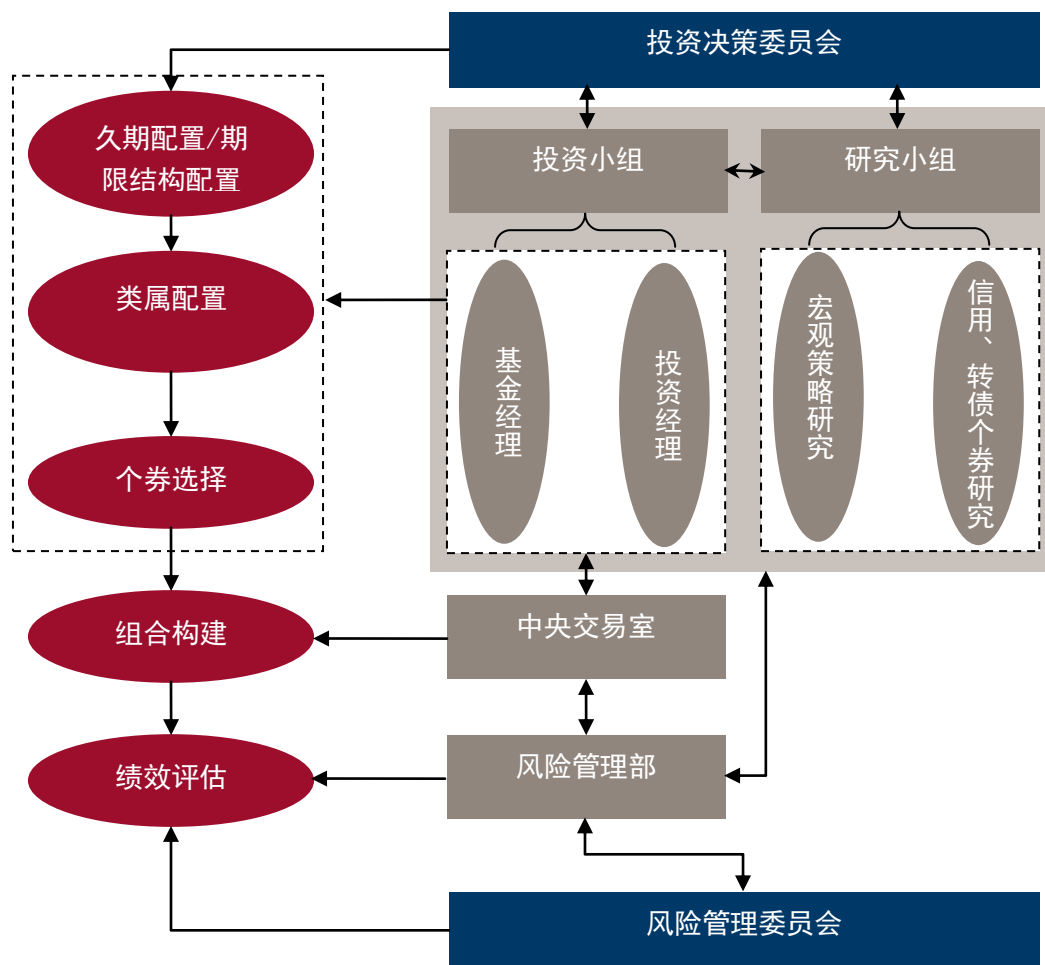 投资决策委员会
久期配置/期
限结构配置
投资小组
研究小组
类属配置
基金经理
投资经理
宏观策略研究
信用、转债个券研究
个券选择
组合构建
中央交易室
绩效评估
风险管理部
风险管理委员会